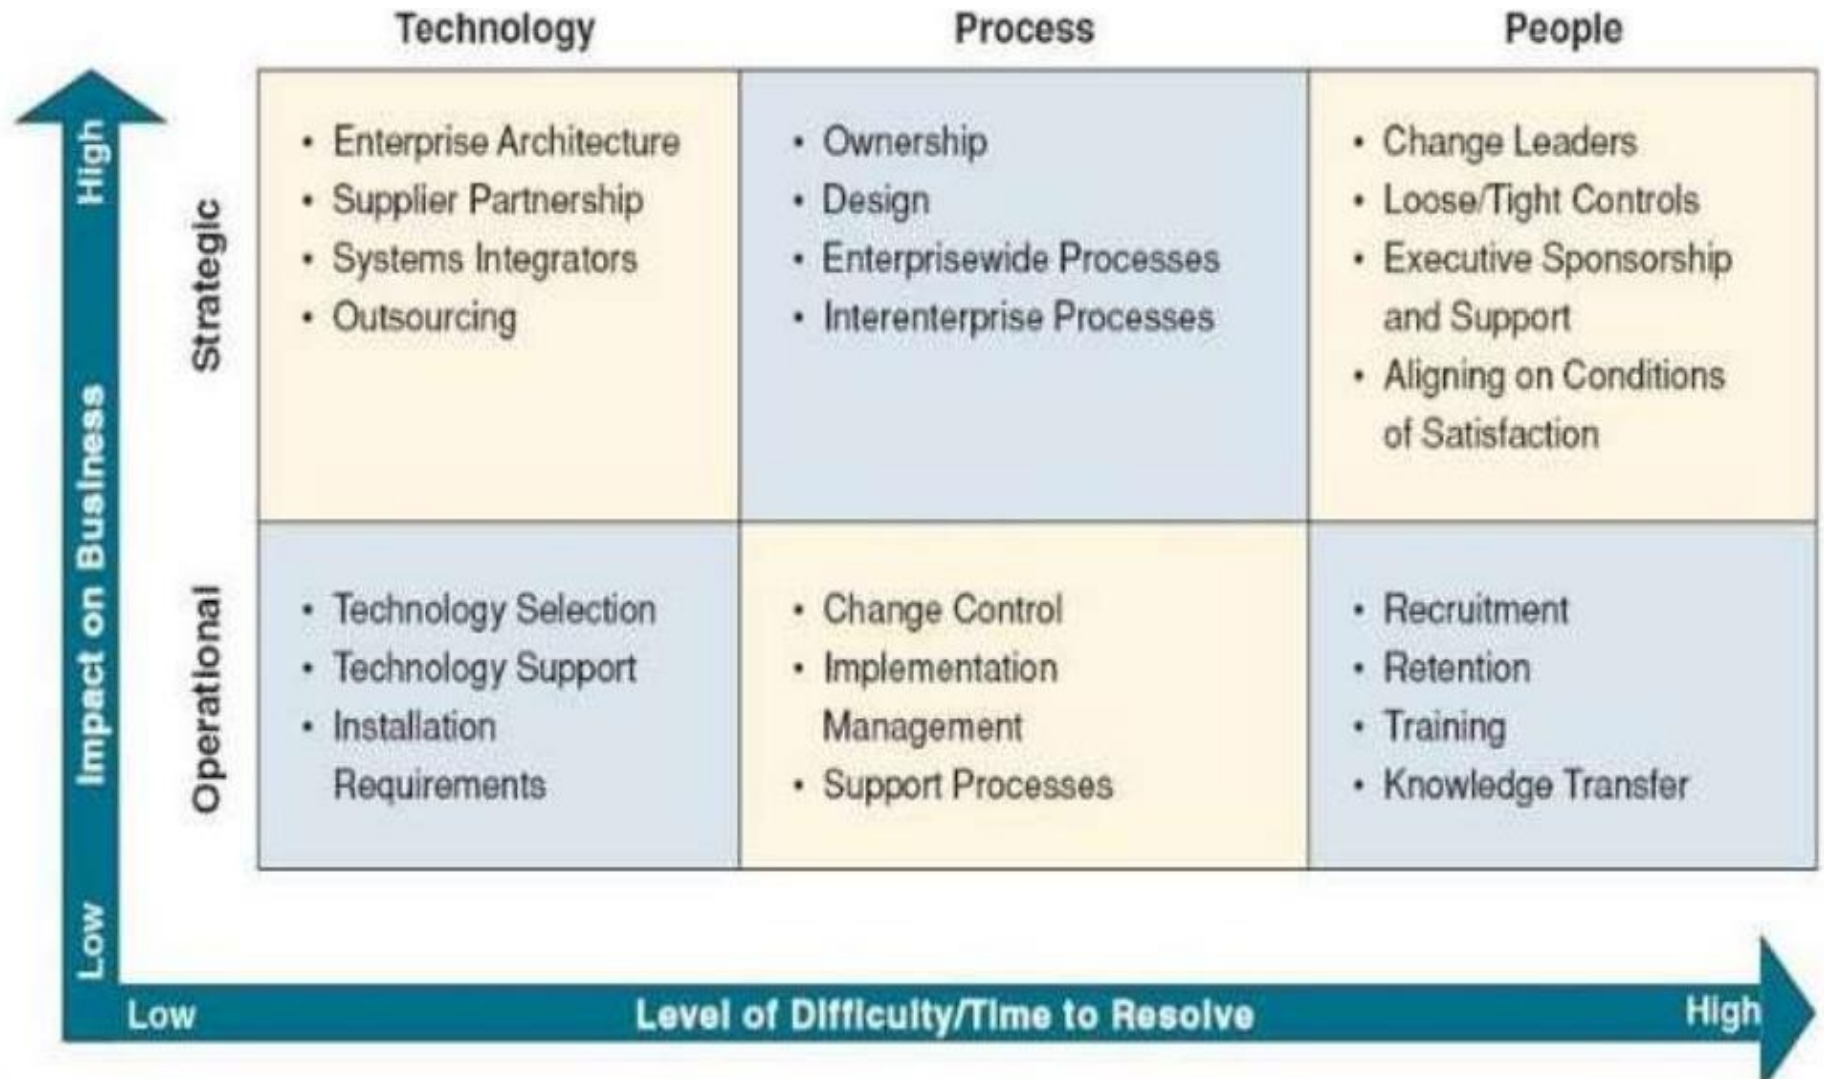 Technology
Process
People
High
Impact on Business
Low
Strategic
• Enterprise Architecture
• Supplier Partnership
• Systems Integrators
• Outsourcing
• Ownership
• Design
• Enterprisewide Processes
• Interenterprise Processes
• Change Leaders
• Loose/Tight Controls
• Executive Sponsorship
and Support
• Aligning on Conditions
of Satisfaction
Operational
• Technology Selection
• Technology Support
• Installation
Requirements
• Change Control
• Implementation
Management
• Support Processes
• Recruitment
• Retention
• Training
• Knowledge Transfer
Low
Level of Difficulty/Time to Resolve
High